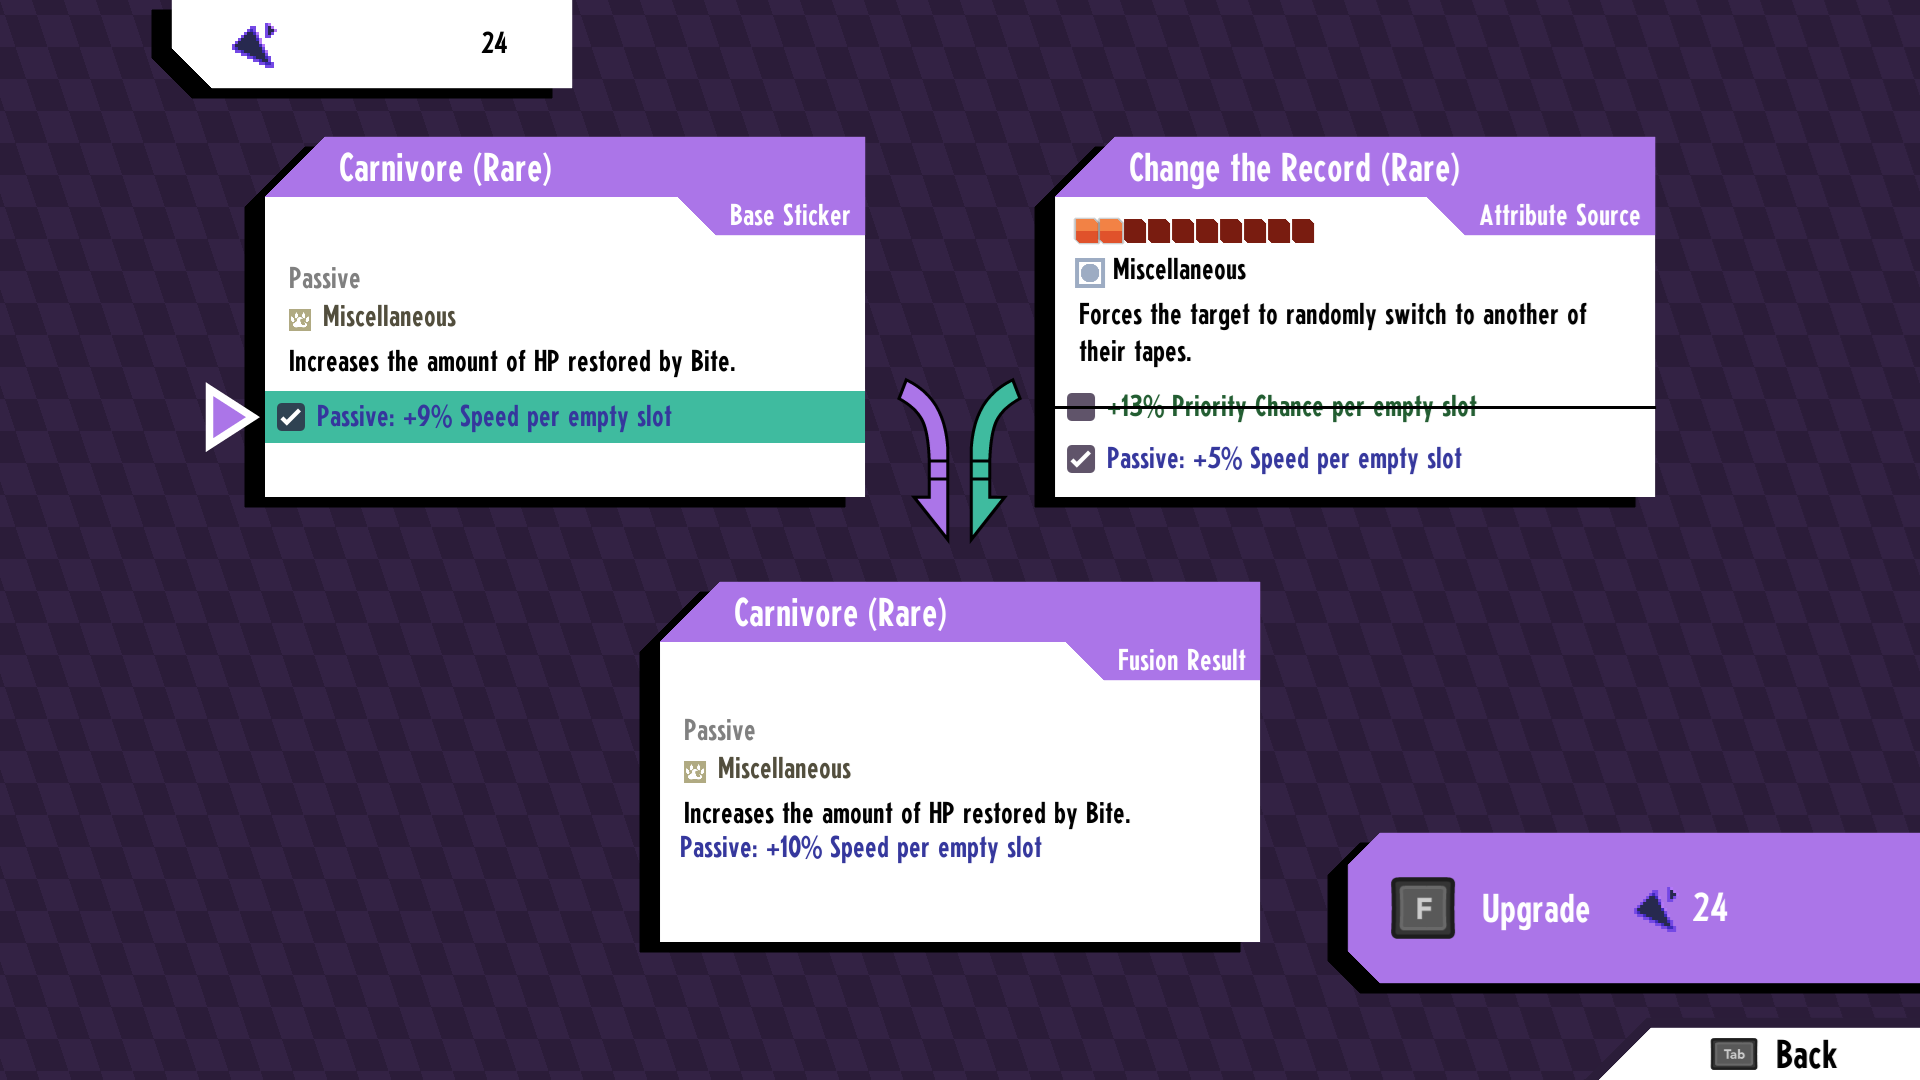 24
Carnivore (Rare)
Base Sticker
Passive
Miscellaneous
Increases the amount of HP restored by Bite.
Passive: +9% Speed per empty slot
Change the Record (Rare)
Attribute Source
Miscellaneous
Forces the target to randomly switch to another of
their tapes.
+13% Priority Chance per empty slot
Passive: +5% Speed per empty slot
Carnivore (Rare)
Fusion Result
Passive
Miscellaneous
Increases the amount of HP restored by Bite.
Passive: +10% Speed per empty slot
F Upgrade 24
Tab Back